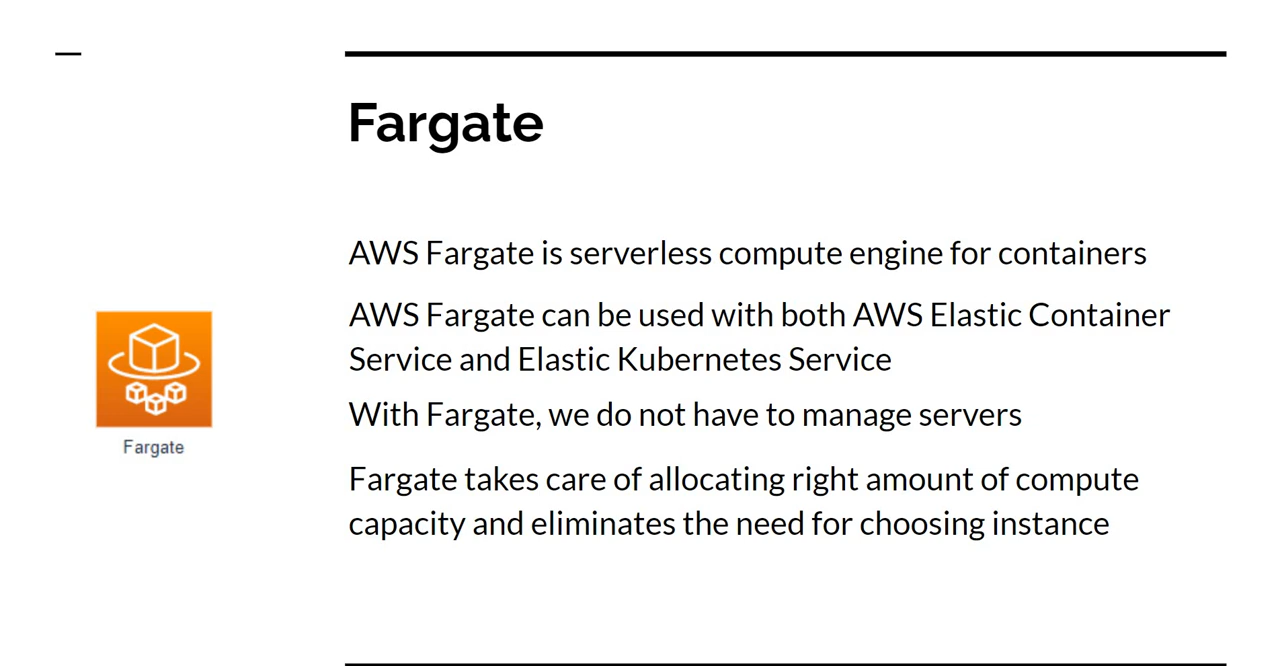 Fargate
AWS Fargate is serverless compute engine for containers
AWS Fargate can be used with both AWS Elastic Container
Service and Elastic Kubernetes Service
With Fargate, we do not have to manage servers
Fargate takes care of allocating right amount of compute
capacity and eliminates the need for choosing instance
Fargate